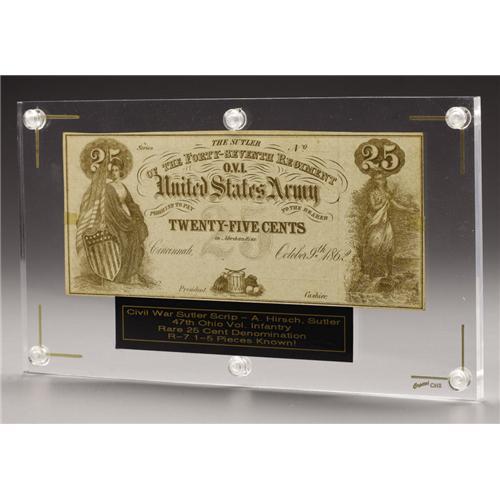 THE SUTLER
Series Nº
25 OF THE FORTY-SEVENTH REGIMENT 25
O.V.I.
United States Army
PROMISES TO PAY TO THE BEARER
TWENTY-FIVE CENTS
25
in Merchandise
Cincinnati, October 9th 1862
President Cashier
Civil War Sutler Scrip – A. Hirsch, Sutler
47th Ohio Vol. Infantry
Rare 25 Cent Denomination
R-7 1-5 Pieces Known!
Capitol